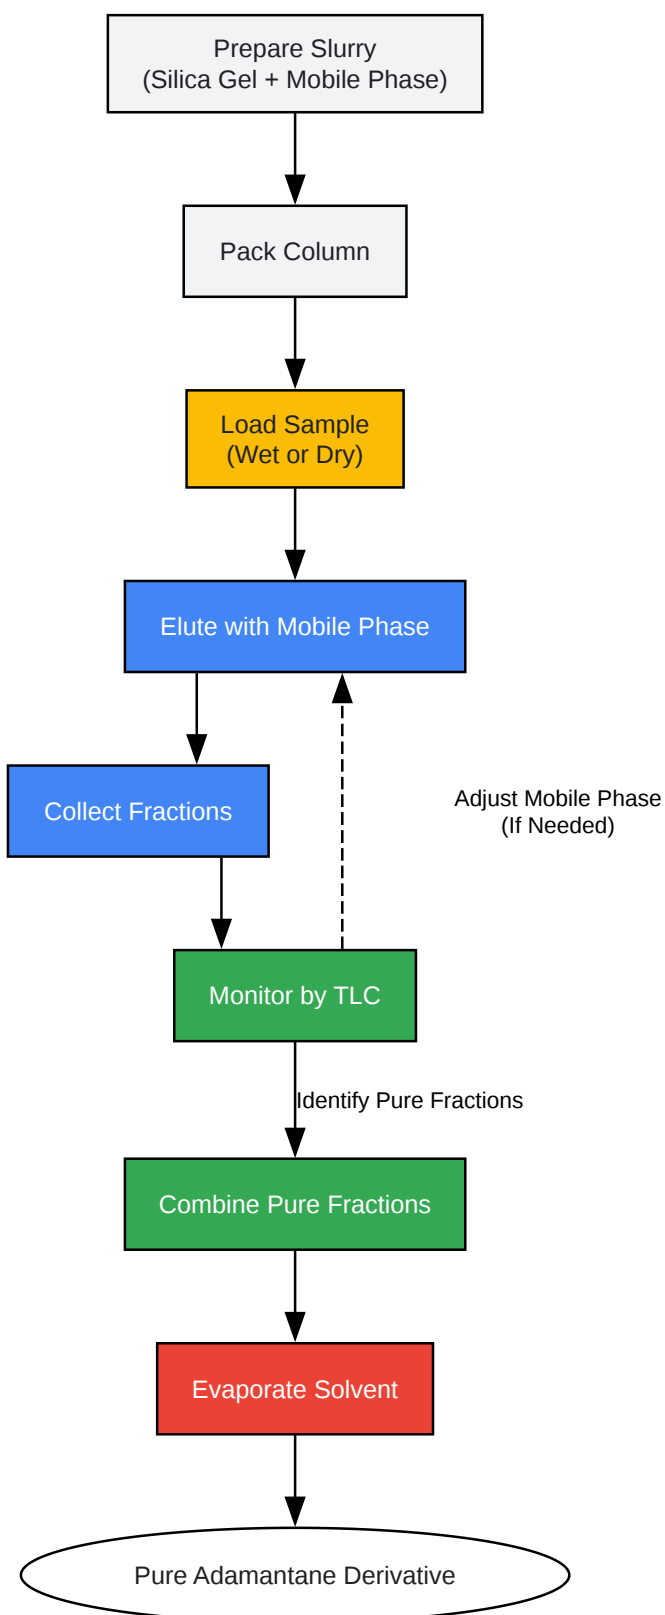 Prepare Slurry
(Silica Gel + Mobile Phase)
Pack Column
Load Sample
(Wet or Dry)
Elute with Mobile Phase
Collect Fractions
Adjust Mobile Phase
(If Needed)
Monitor by TLC
Identify Pure Fractions
Combine Pure Fractions
Evaporate Solvent
Pure Adamantane Derivative